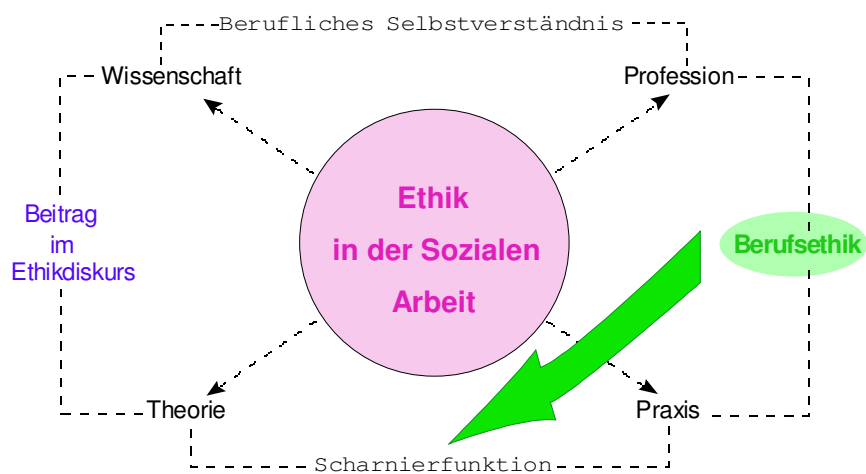 Berufliches Selbstverständnis
Wissenschaft
Profession
Ethik
in der Sozialen
Arbeit
Beitrag
im
Ethikdiskurs
Berufsethik
Theorie
Praxis
Scharnierfunktion